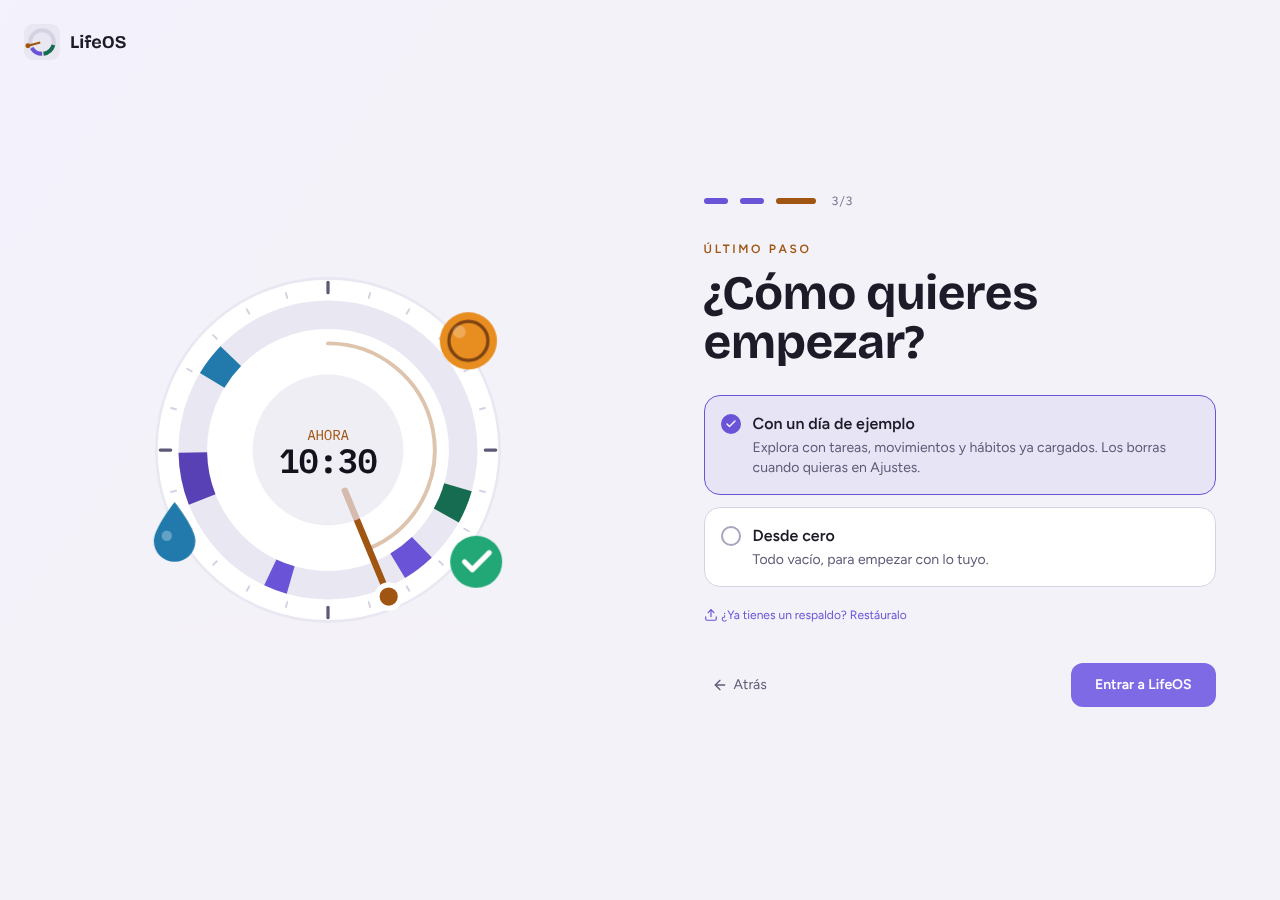 LifeOS
AHORA
10:30
3/3
ÚLTIMO PASO
¿Cómo quieres
empezar?
Con un día de ejemplo
Explora con tareas, movimientos y hábitos ya cargados. Los borras
cuando quieras en Ajustes.
Desde cero
Todo vacío, para empezar con lo tuyo.
¿Ya tienes un respaldo? Restáuralo
Atrás
Entrar a LifeOS